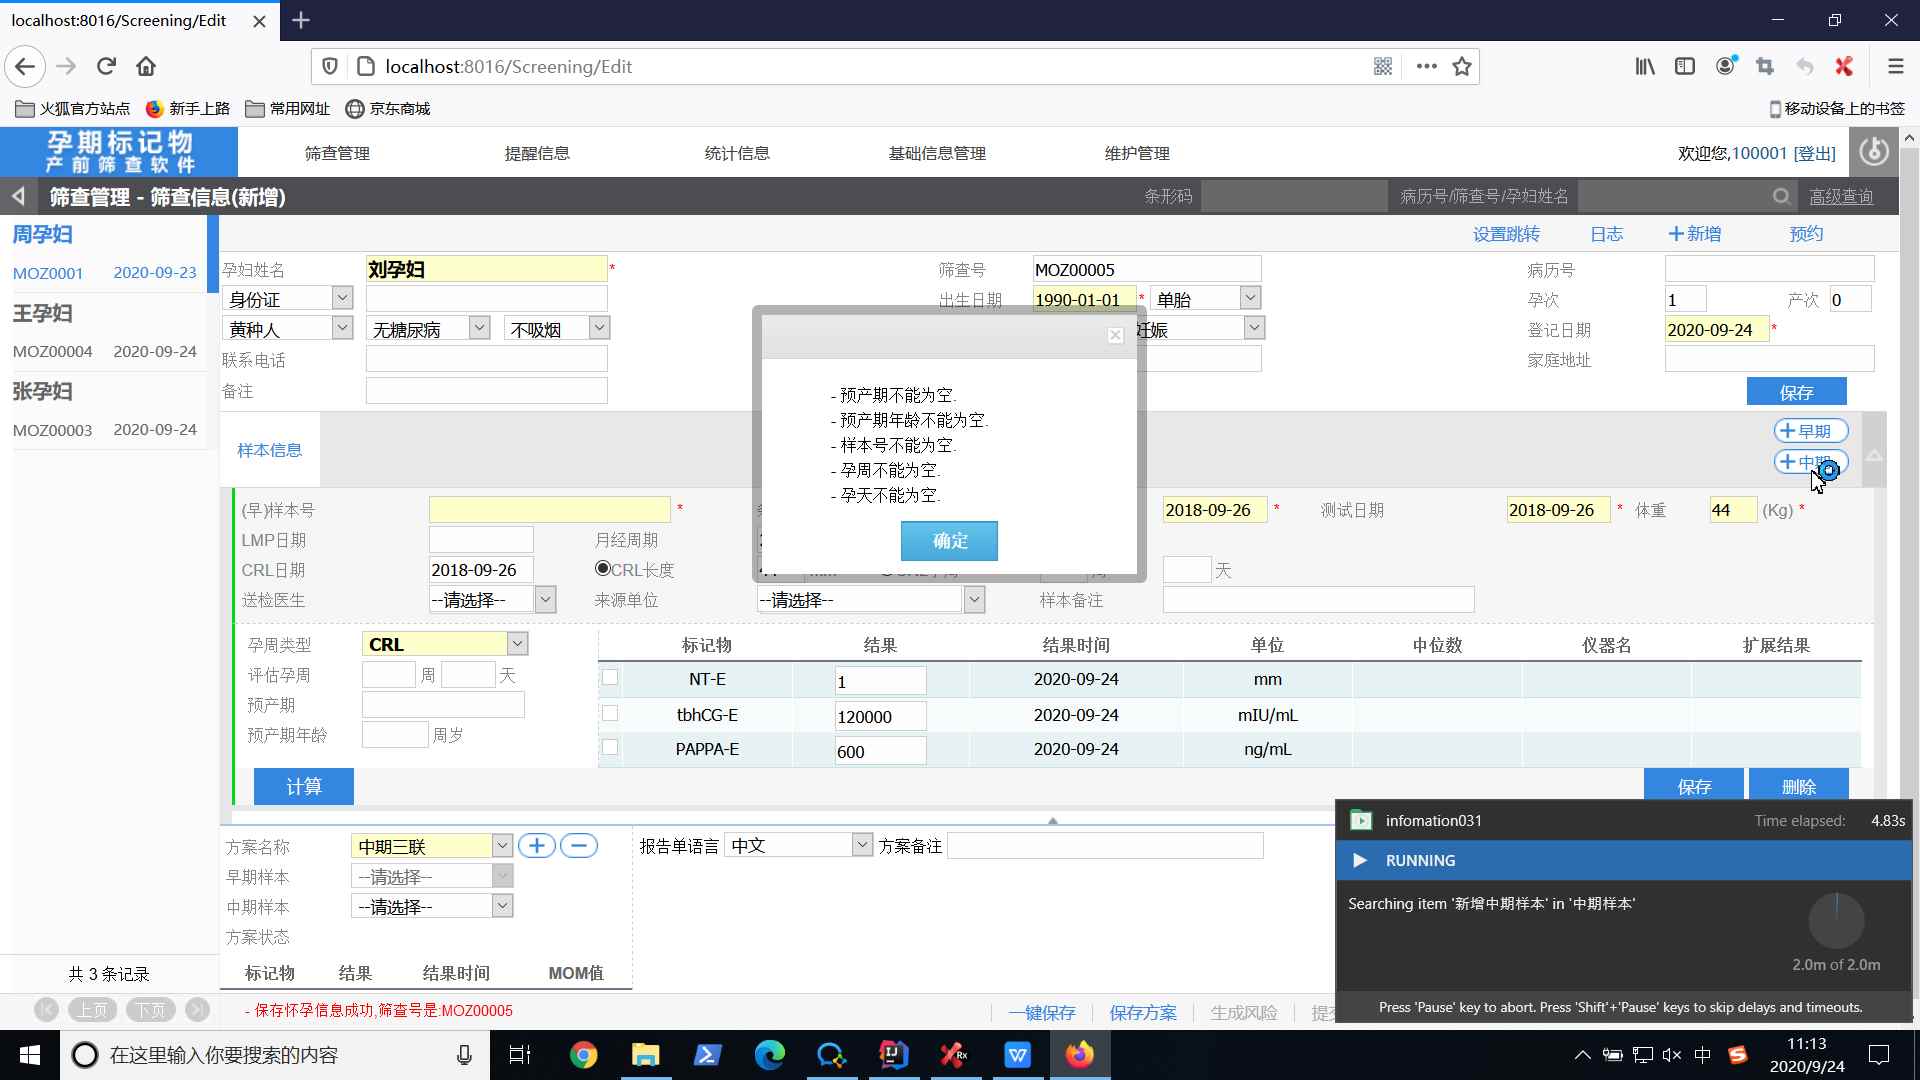 localhost:8016/Screening/Edit
localhost:8016/Screening/Edit
火狐官方站点 新手上路 常用网址 京东商城 移动设备上的书签
孕期标记物
产前筛查软件
筛查管理 提醒信息 统计信息 基础信息管理 维护管理 欢迎您,100001 [登出]
筛查管理 - 筛查信息(新增) 条形码 病历号/筛查号/孕妇姓名 高级查询
周孕妇
MOZ0001 2020-09-23
王孕妇
MOZ00004 2020-09-24
张孕妇
MOZ00003 2020-09-24
设置跳转 日志 +新增 预约
孕妇姓名 刘孕妇 * 筛查号 MOZ00005 病历号
身份证 出生日期 1990-01-01 * 单胎 孕次 1 产次 0
黄种人 无糖尿病 不吸烟 妊娠 登记日期 2020-09-24 *
联系电话 家庭地址
备注 保存
- 预产期不能为空.
- 预产期年龄不能为空.
- 样本号不能为空.
- 孕周不能为空.
- 孕天不能为空.
确定
样本信息 +早期
+中期
(早)样本号 * 2018-09-26 * 测试日期 2018-09-26 * 体重 44 (Kg) *
LMP日期 月经周期
CRL日期 2018-09-26 CRL长度 天
送检医生 --请选择-- 来源单位 --请选择-- 样本备注
孕周类型 CRL
评估孕周 周 天
预产期
预产期年龄 周岁
标记物 结果 结果时间 单位 中位数 仪器名 扩展结果
NT-E 1 2020-09-24 mm
tbhCG-E 120000 2020-09-24 mIU/mL
PAPPA-E 600 2020-09-24 ng/mL
计算 保存 删除
方案名称 中期三联 报告单语言 中文 方案备注
早期样本 --请选择--
中期样本 --请选择--
方案状态
标记物 结果 结果时间 MOM值
共 3 条记录
上页 下页
- 保存怀孕信息成功,筛查号是:MOZ00005
一键保存 保存方案 生成风险 提
infomation031 Time elapsed: 4.83s
RUNNING
Searching item '新增中期样本' in '中期样本'
2.0m of 2.0m
Press 'Pause' key to abort. Press 'Shift'+'Pause' keys to skip delays and timeouts.
在这里输入你要搜索的内容
中
11:13
2020/9/24